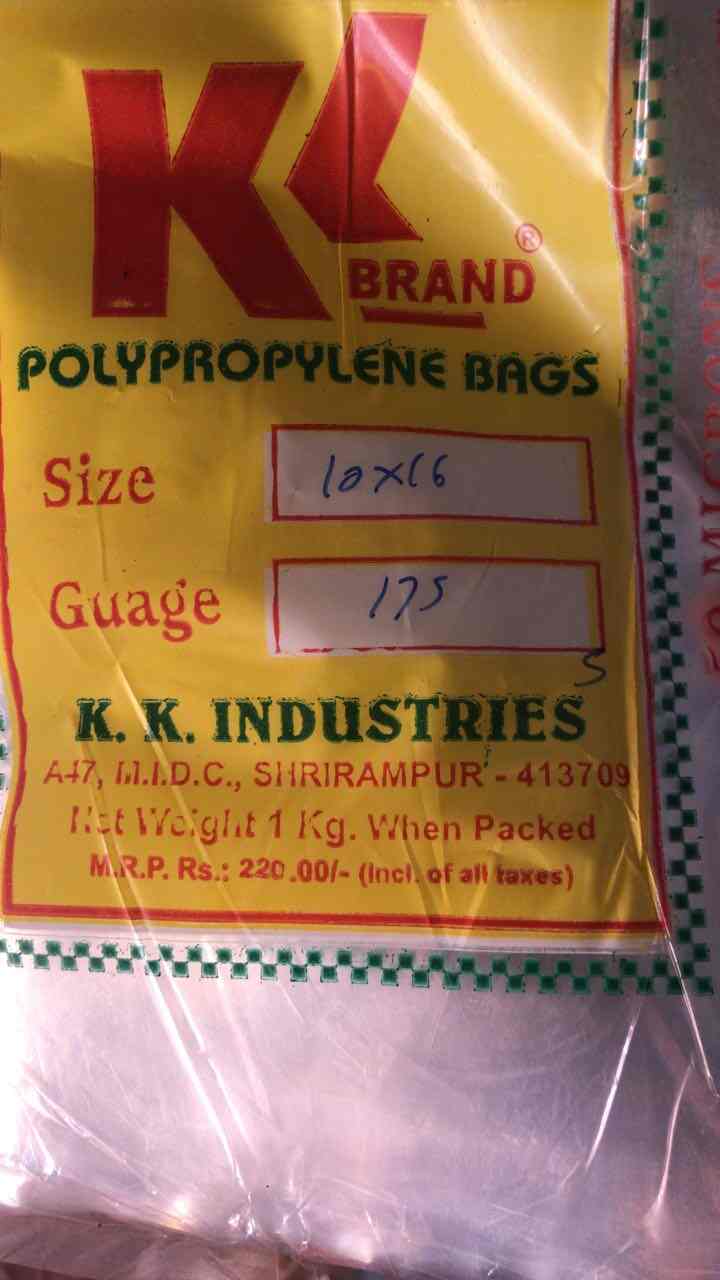 KL
BRAND ®
POLYPROPYLENE BAGS
Size 10x16
Guage 175
S
K. K. INDUSTRIES
A47, M.I.D.C., SHRIRAMPUR - 413709
Net Weight 1 Kg. When Packed
M.R.P. Rs.: 220.00/- (Incl. of all taxes)